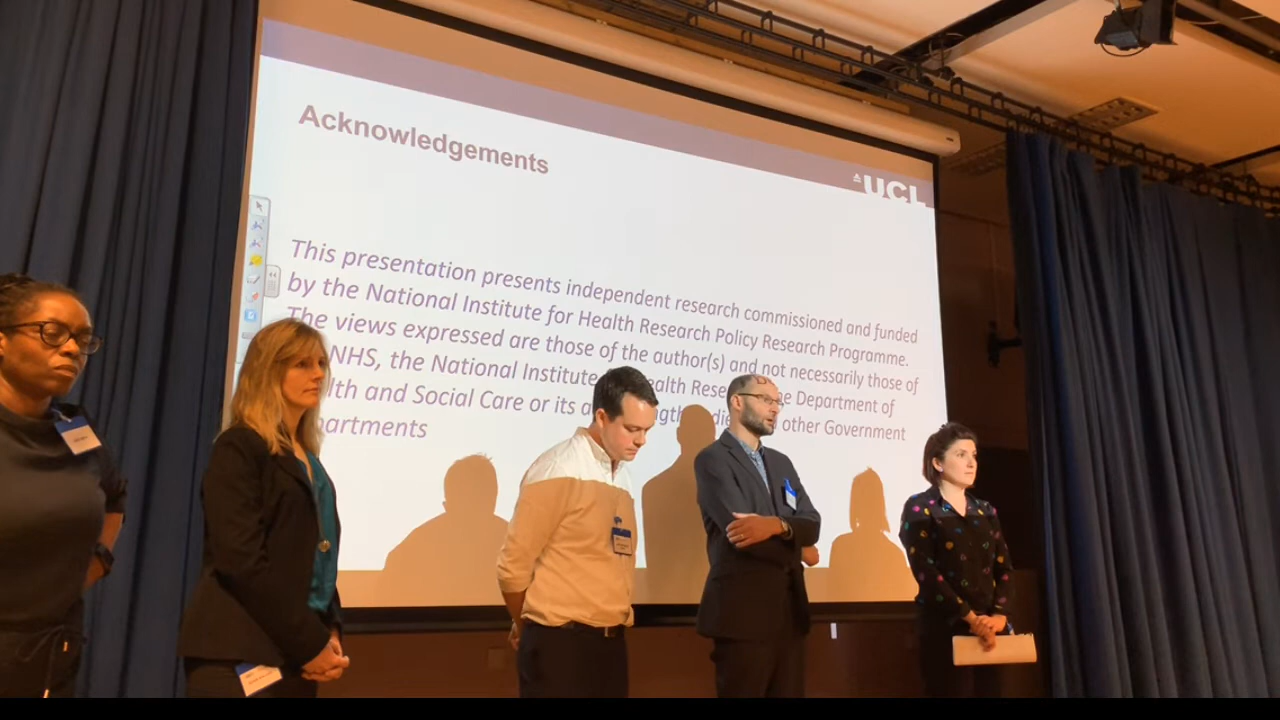 Acknowledgements
UCL
This presentation presents independent research commissioned and funded
by the National Institute for Health Research Policy Research Programme.
The views expressed are those of the author(s) and not necessarily those of
NHS, the National Institute Health Department of
and Social Care or its other Government